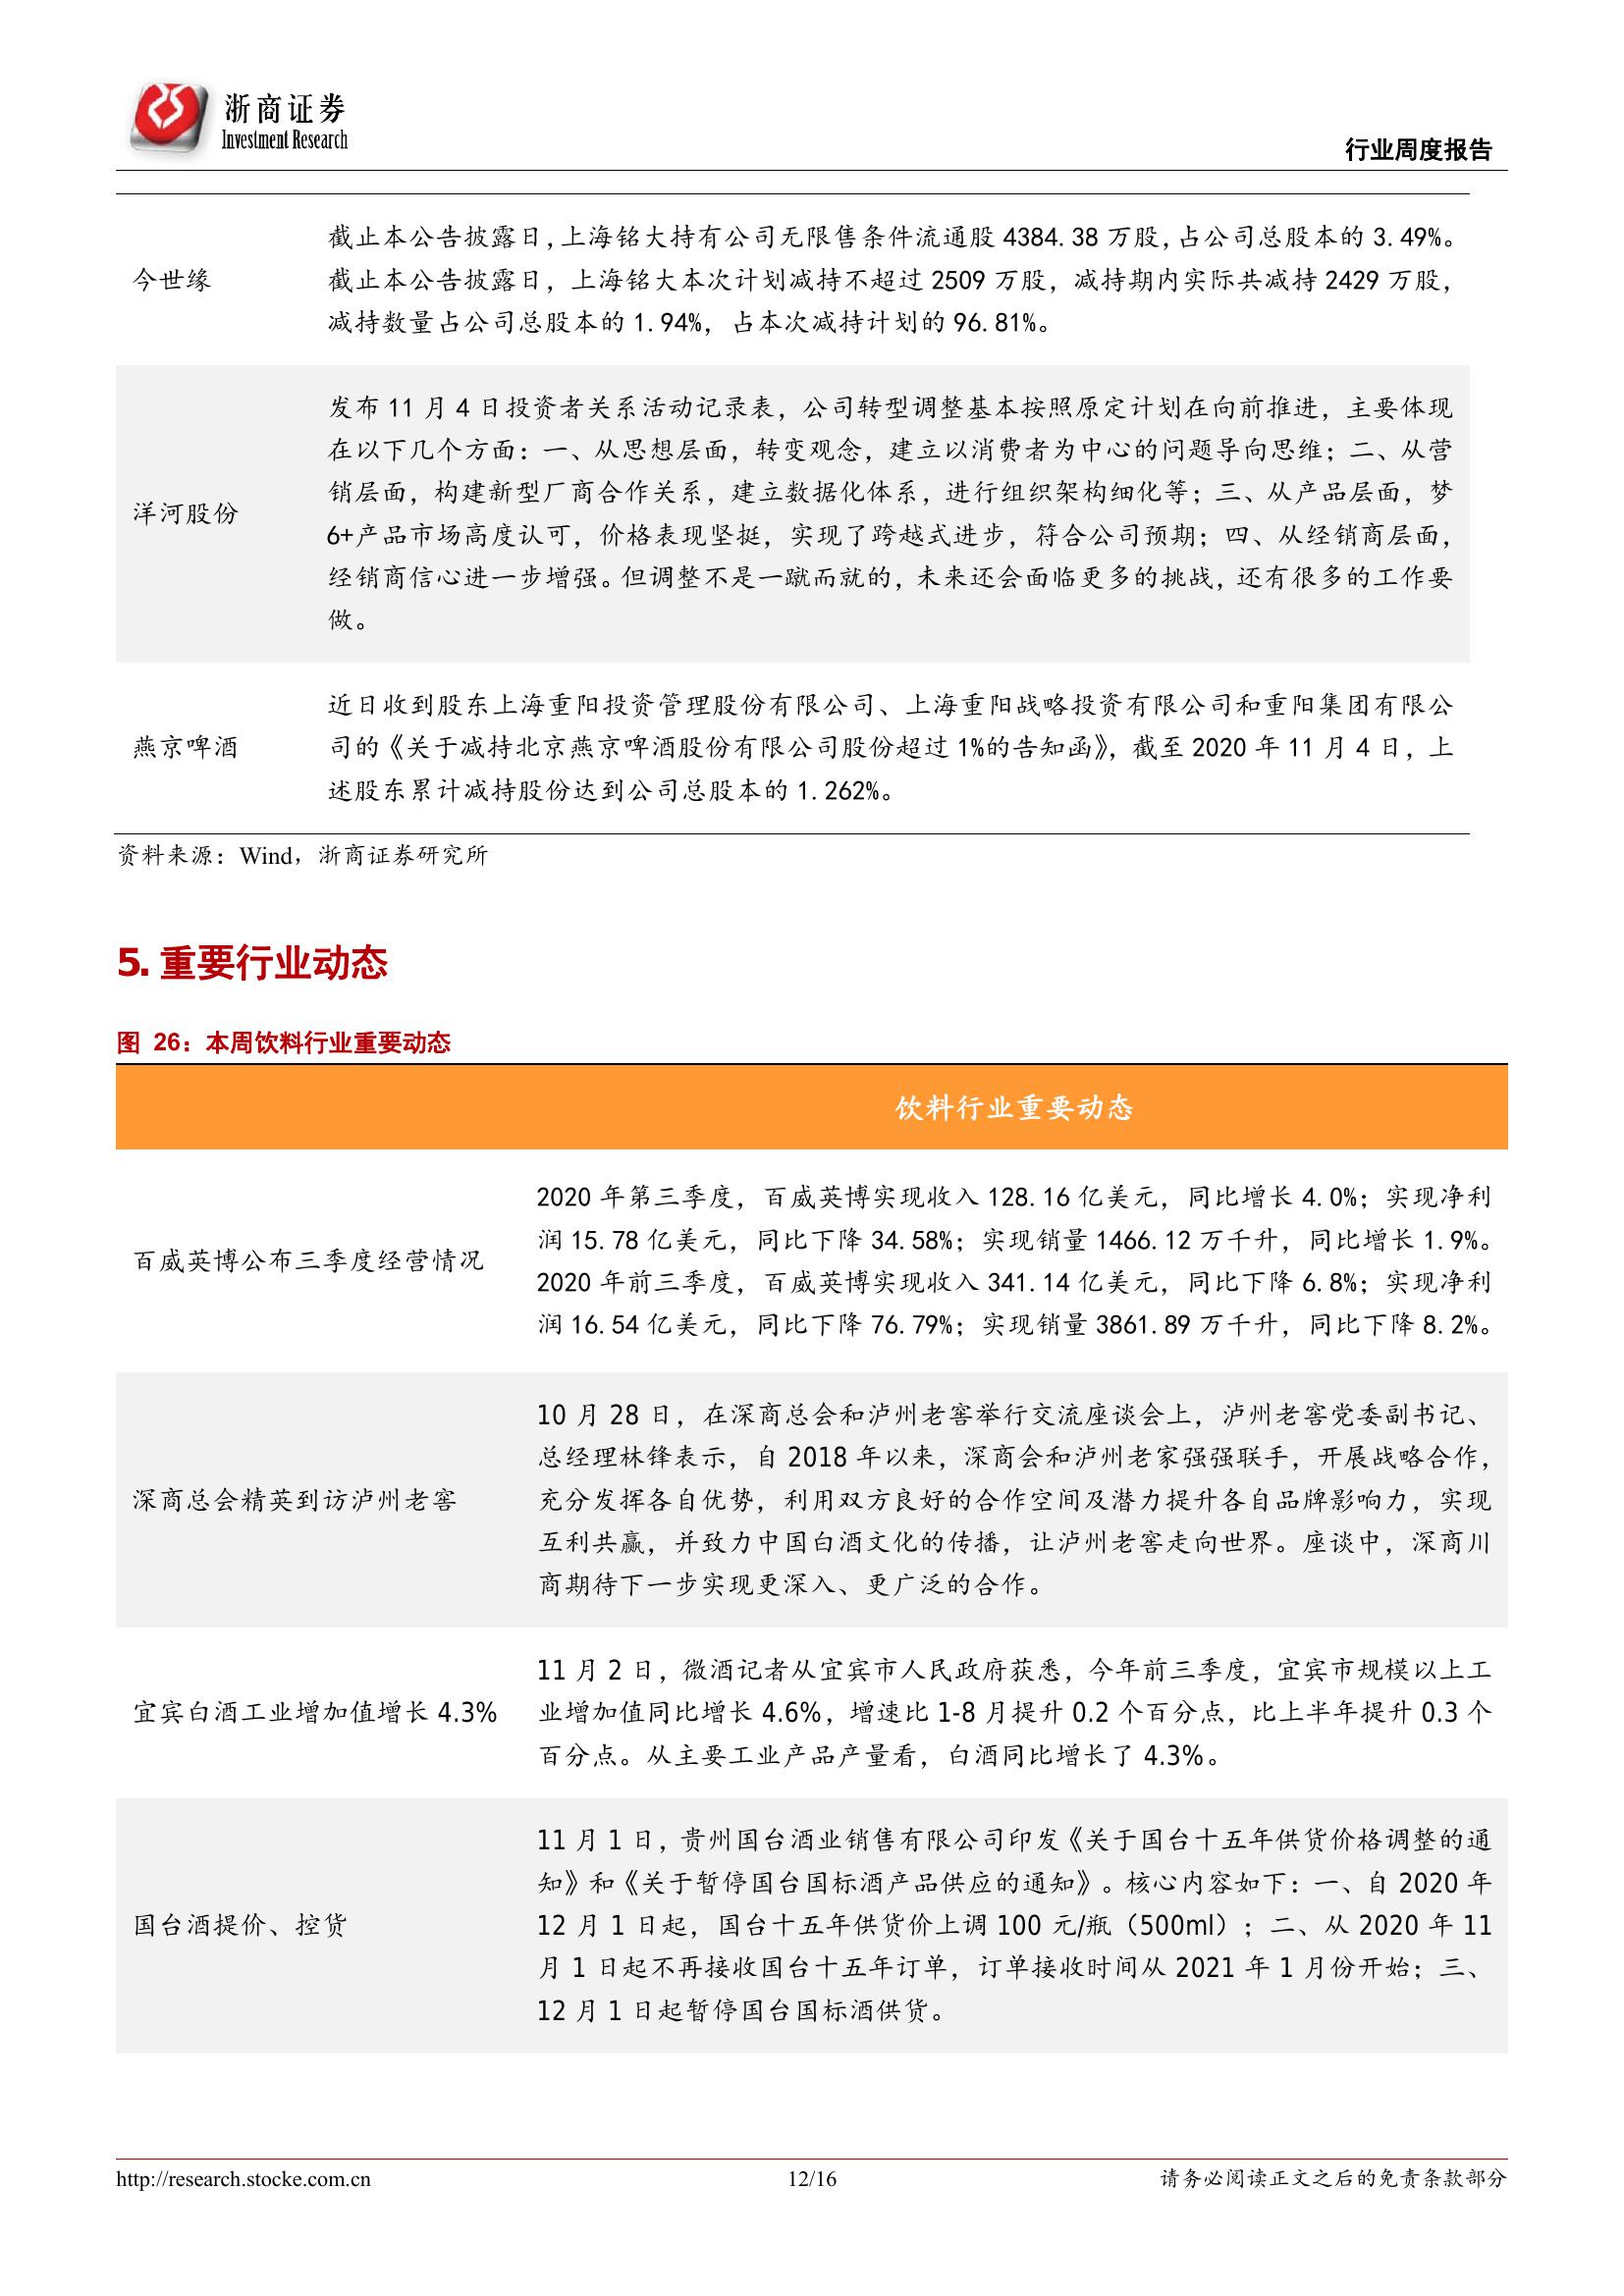 浙商证券
Investment Research
行业周度报告
截止本公告披露日，上海铭大持有公司无限售条件流通股 4384.38 万股，占公司总股本的 3.49%。
今世缘
截止本公告披露日，上海铭大本次计划减持不超过 2509 万股，减持期内实际共减持 2429 万股，
减持数量占公司总股本的 1.94%，占本次减持计划的 96.81%。
发布 11 月 4 日投资者关系活动记录表，公司转型调整基本按照原定计划在向前推进，主要体现
在以下几个方面：一、从思想层面，转变观念，建立以消费者为中心的问题导向思维；二、从营
销层面，构建新型厂商合作关系，建立数据化体系，进行组织架构细化等；三、从产品层面，梦
洋河股份
6+产品市场高度认可，价格表现坚挺，实现了跨越式进步，符合公司预期；四、从经销商层面，
经销商信心进一步增强。但调整不是一蹴而就的，未来还会面临更多的挑战，还有很多的工作要
做。
近日收到股东上海重阳投资管理股份有限公司、上海重阳战略投资有限公司和重阳集团有限公
燕京啤酒
司的《关于减持北京燕京啤酒股份有限公司股份超过 1%的告知函》，截至 2020 年 11 月 4 日，上
述股东累计减持股份达到公司总股本的 1.262%。
资料来源：Wind，浙商证券研究所
5. 重要行业动态
图 26：本周饮料行业重要动态
饮料行业重要动态
2020 年第三季度，百威英博实现收入 128.16 亿美元，同比增长 4.0%；实现净利
润 15.78 亿美元，同比下降 34.58%；实现销量 1466.12 万千升，同比增长 1.9%。
百威英博公布三季度经营情况
2020 年前三季度，百威英博实现收入 341.14 亿美元，同比下降 6.8%；实现净利
润 16.54 亿美元，同比下降 76.79%；实现销量 3861.89 万千升，同比下降 8.2%。
10 月 28 日，在深商总会和泸州老窖举行交流座谈会上，泸州老窖党委副书记、
总经理林锋表示，自 2018 年以来，深商会和泸州老家强强联手，开展战略合作，
深商总会精英到访泸州老窖
充分发挥各自优势，利用双方良好的合作空间及潜力提升各自品牌影响力，实现
互利共赢，并致力中国白酒文化的传播，让泸州老窖走向世界。座谈中，深商川
商期待下一步实现更深入、更广泛的合作。
11 月 2 日，微酒记者从宜宾市人民政府获悉，今年前三季度，宜宾市规模以上工
宜宾白酒工业增加值增长 4.3%
业增加值同比增长 4.6%，增速比 1-8 月提升 0.2 个百分点，比上半年提升 0.3 个
百分点。从主要工业产品产量看，白酒同比增长了 4.3%。
11 月 1 日，贵州国台酒业销售有限公司印发《关于国台十五年供货价格调整的通
知》和《关于暂停国台国标酒产品供应的通知》。核心内容如下：一、自 2020 年
国台酒提价、控货
12 月 1 日起，国台十五年供货价上调 100 元/瓶（500ml）；二、从 2020 年 11
月 1 日起不再接收国台十五年订单，订单接收时间从 2021 年 1 月份开始；三、
12 月 1 日起暂停国台国标酒供货。
http://research.stocke.com.cn
12/16
请务必阅读正文之后的免责条款部分